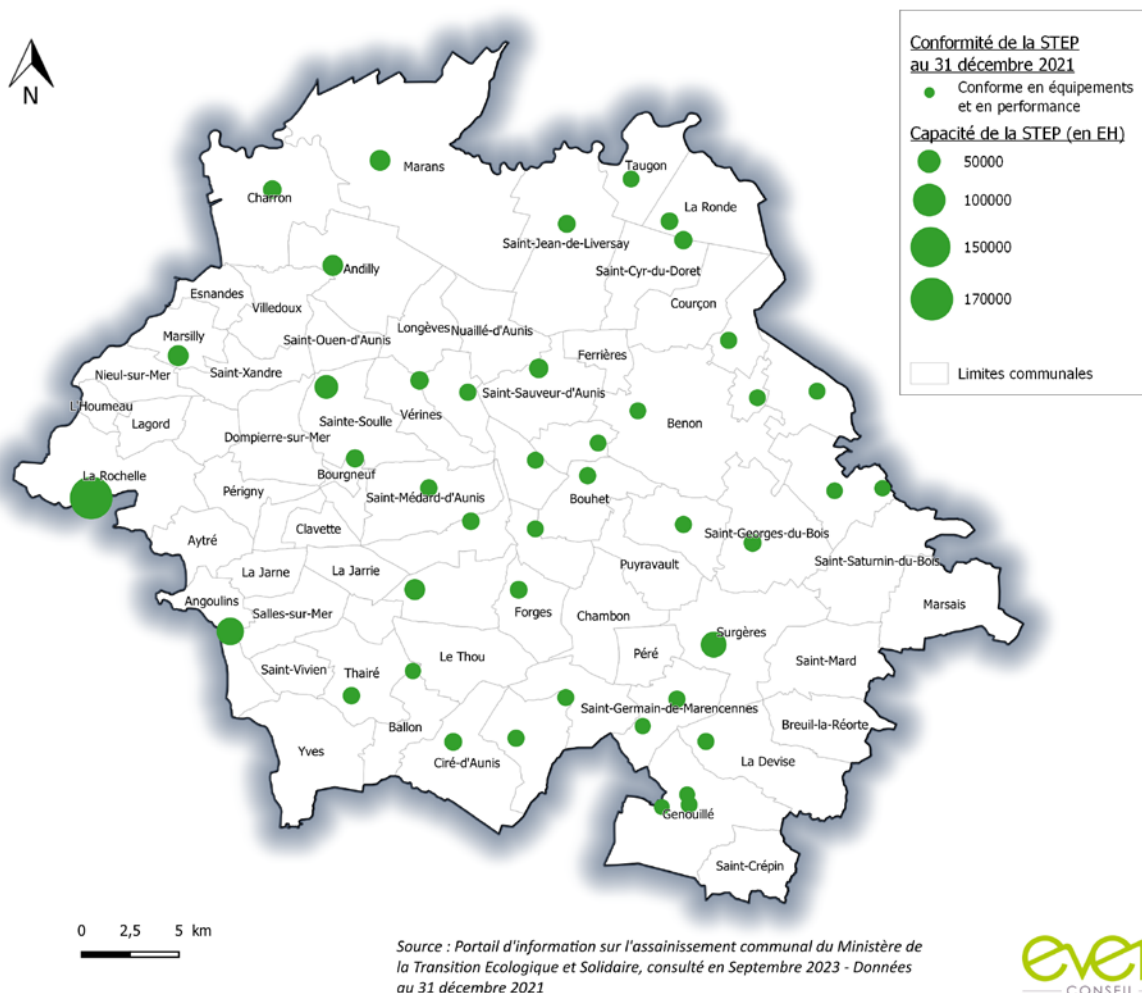 Conformité de la STEP
au 31 décembre 2021
Conforme en équipements
et en performance
Capacité de la STEP (en EH)
50000
100000
150000
170000
Limites communales
N
Marans
Taugon
Charron
La Ronde
Saint-Jean-de-Liversay
Andilly
Saint-Cyr-du-Doret
Esnandes
Villedoux
Courçon
Longèves
Nuaillé-d'Aunis
Marsilly
Saint-Ouen-d'Aunis
Ferrières
Nieul-sur-Mer
Saint-Xandre
Saint-Sauveur-d'Aunis
L'Houmeau
Lagord
Sainte-Soulle
Vérines
Benon
Dompierre-sur-Mer
La Rochelle
Bourgneuf
Périgny
Saint-Médard-d'Aunis
Bouhet
Clavette
Aytré
Saint-Georges-du-Bois
La Jarne
La Jarrie
Puyravault
Saint-Saturnin-du-Bois
Angoulins
Salles-sur-Mer
Forges
Chambon
Marsais
Surgères
Saint-Vivien
Thairé
Le Thou
Péré
Saint-Mard
Saint-Germain-de-Marencennes
Ballon
Breuil-la-Réorte
Yves
Ciré-d'Aunis
La Devise
Genouillé
Saint-Crépin
0 2,5 5 km
Source : Portail d'information sur l'assainissement communal du Ministère de
la Transition Ecologique et Solidaire, consulté en Septembre 2023 - Données
au 31 décembre 2021
CONSEIL